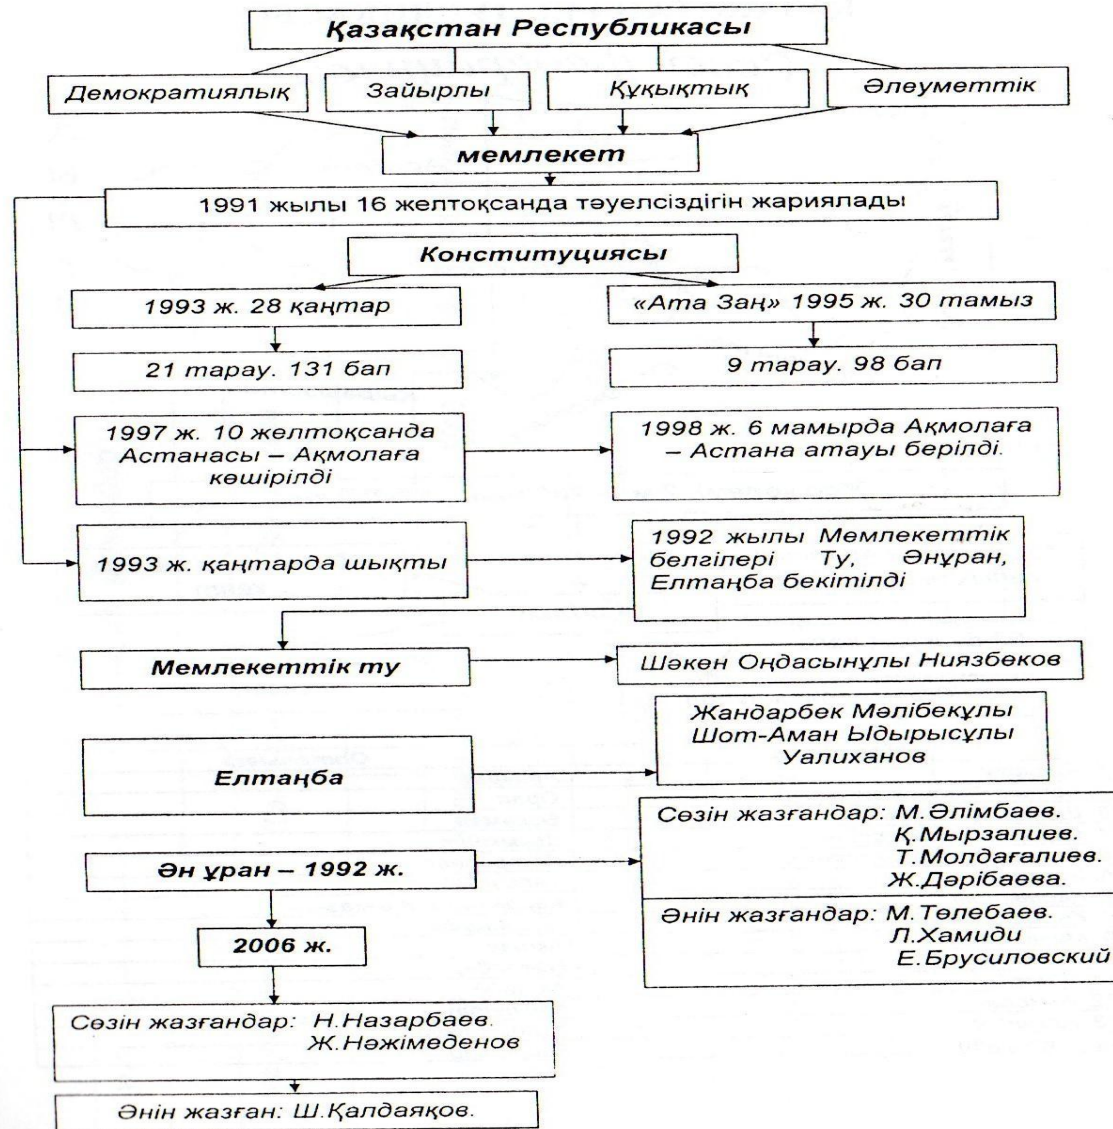 Қазақстан Республикасы
Демократиялық
Зайырлы
Құқықтық
Әлеуметтік
мемлекет
1991 жылы 16 желтоқсанда тәуелсіздігін жариялады
Конституциясы
1993 ж. 28 қаңтар
«Ата Заң» 1995 ж. 30 тамыз
21 тарау. 131 бап
9 тарау. 98 бап
1997 ж. 10 желтоқсанда
Астанасы – Ақмолаға
көшірілді
1998 ж. 6 мамырда Ақмолаға
– Астана атауы берілді.
1993 ж. қаңтарда шықты
1992 жылы Мемлекеттік
белгілері Ту, Әнұран,
Елтаңба бекітілді
Мемлекеттік ту
Шәкен Оңдасынұлы Ниязбеков
Елтаңба
Жандарбек Мәлібекұлы
Шот-Аман Ыдырысұлы
Уалиханов
Ән ұран – 1992 ж.
Сөзін жазғандар: М.Әлімбаев.
Қ.Мырзалиев.
Т.Молдағалиев.
Ж.Дәрібаева.
Әнін жазғандар: М.Төлебаев.
Л.Хамиди
Е.Брусиловский
2006 ж.
Сөзін жазғандар: Н.Назарбаев.
Ж.Нәжімеденов
Әнін жазған: Ш.Қалдаяқов.